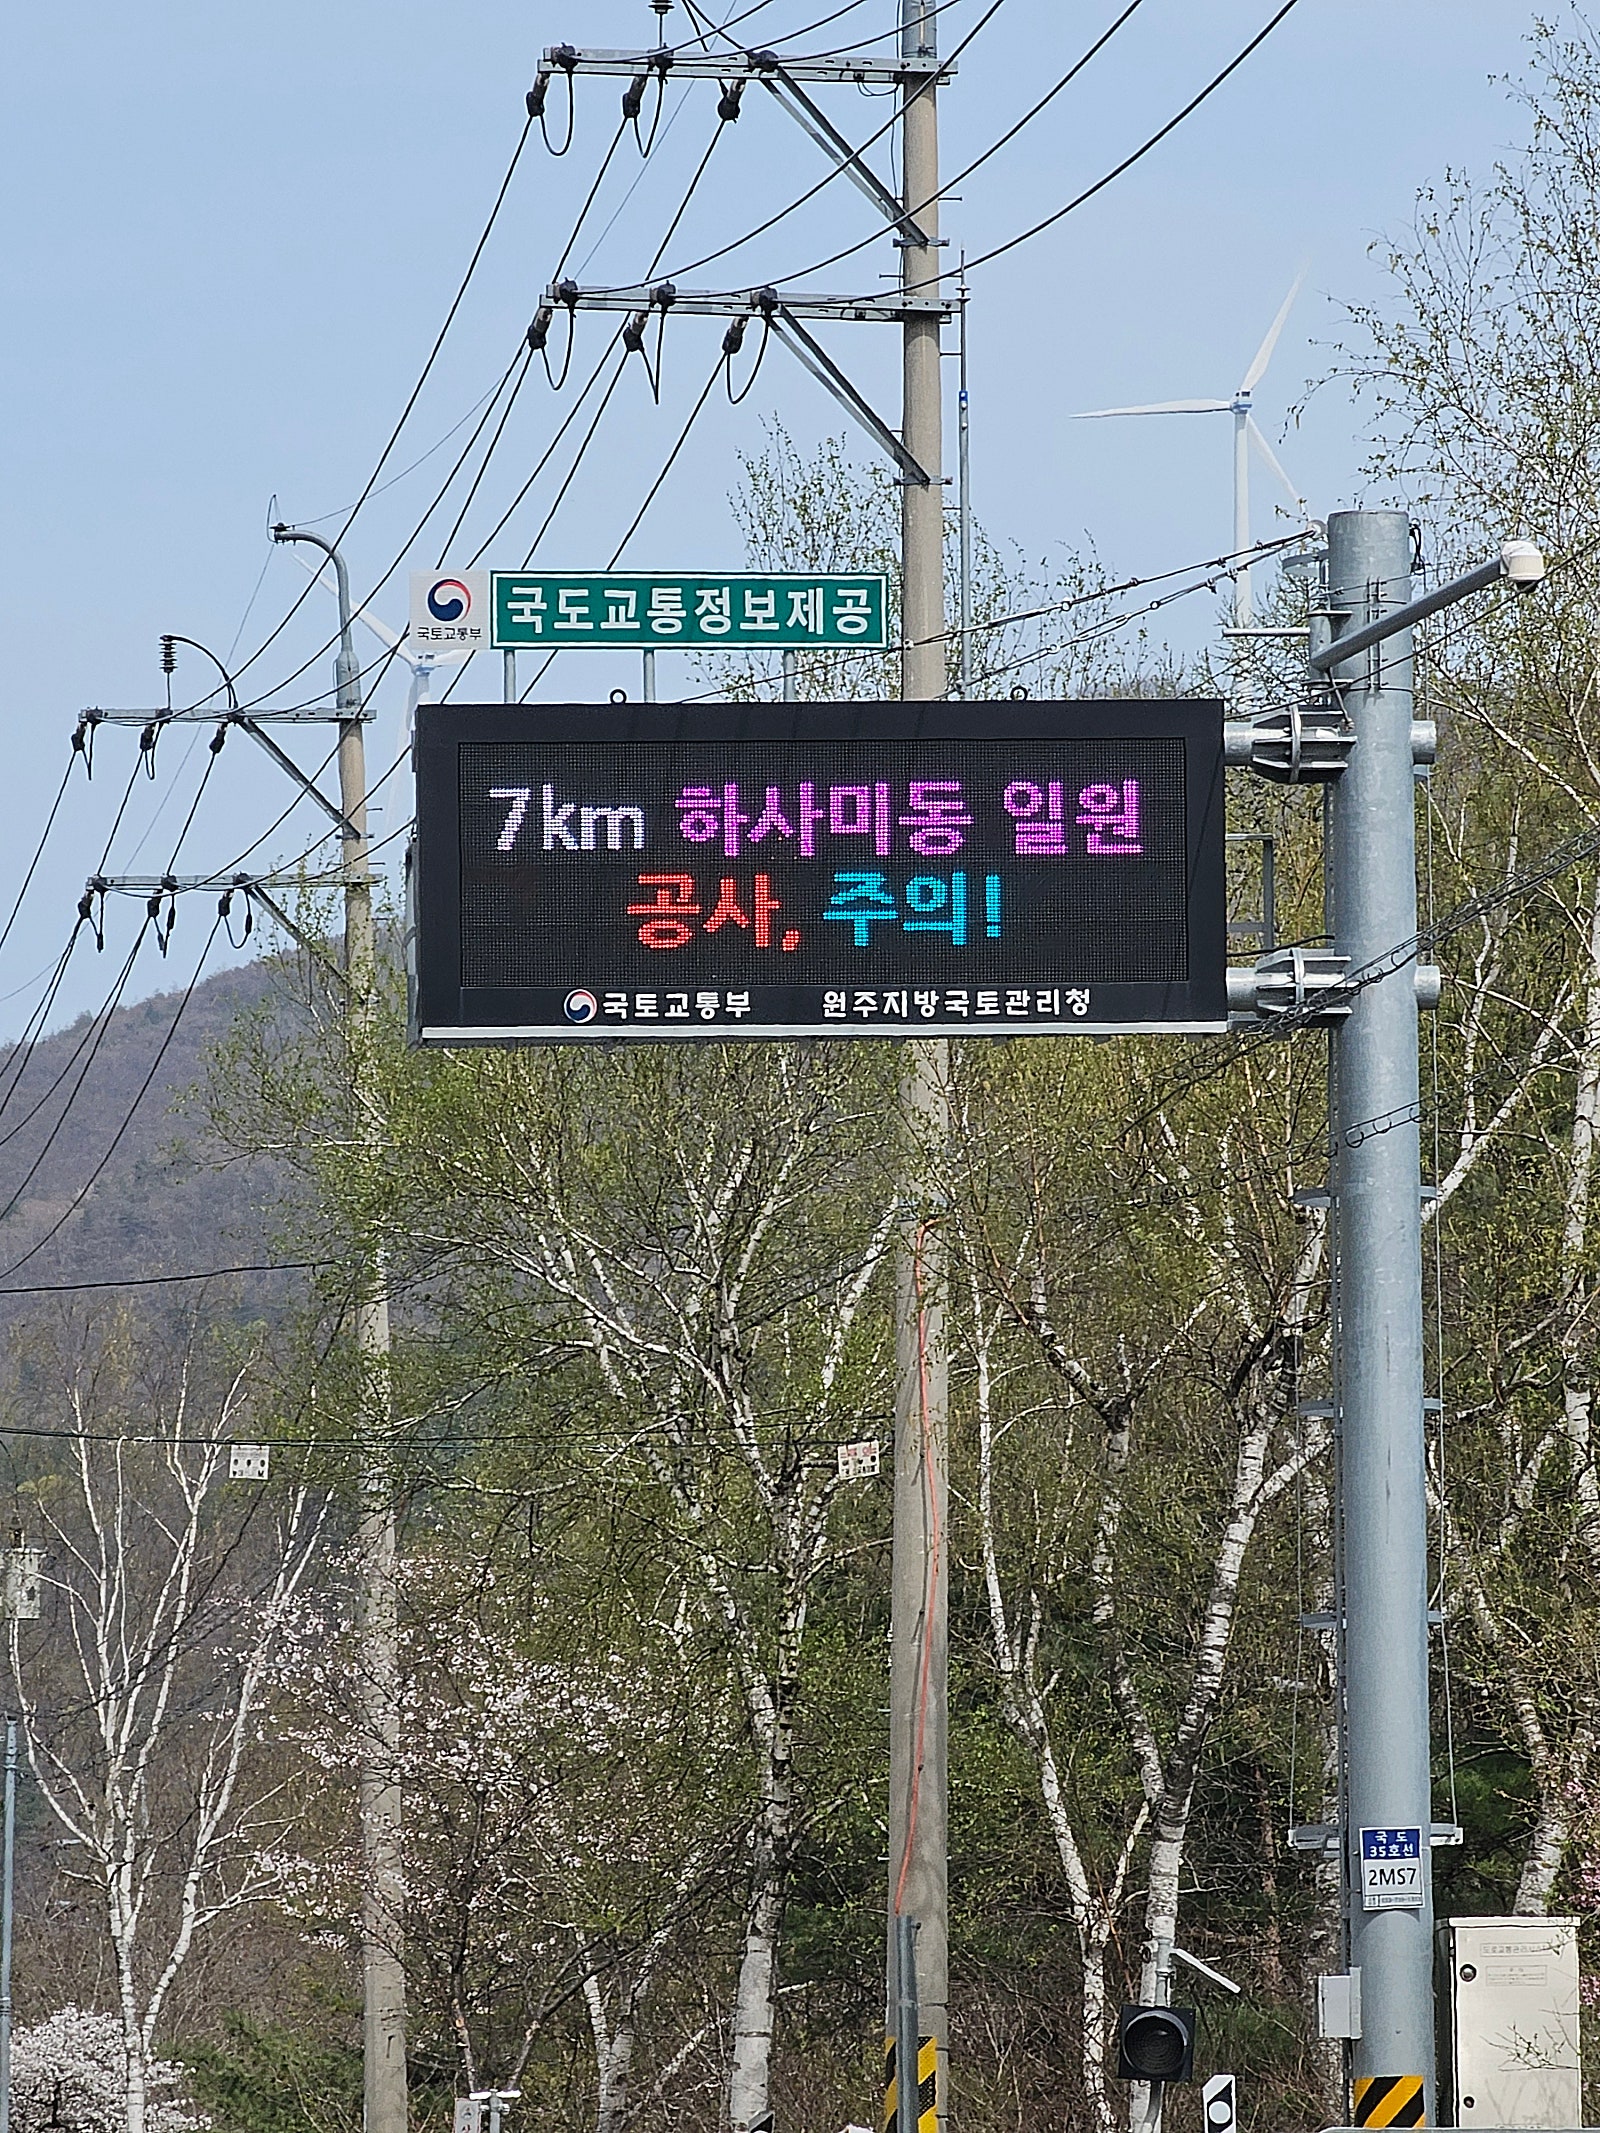 국토교통부
국도교통정보제공
7km 하사미동 일원
공사, 주의!
국토교통부 원주지방국토관리청
국도
35호선
2MS7